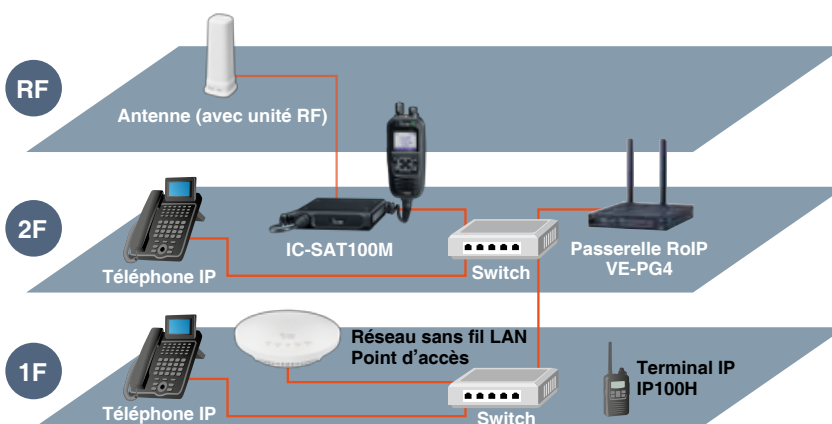 RF
Antenne (avec unité RF)
2F
IC-SAT100M
Téléphone IP
Switch
Passerelle RoIP
VE-PG4
1F
Réseau sans fil LAN
Point d'accès
Téléphone IP
Switch
Terminal IP
IP100H